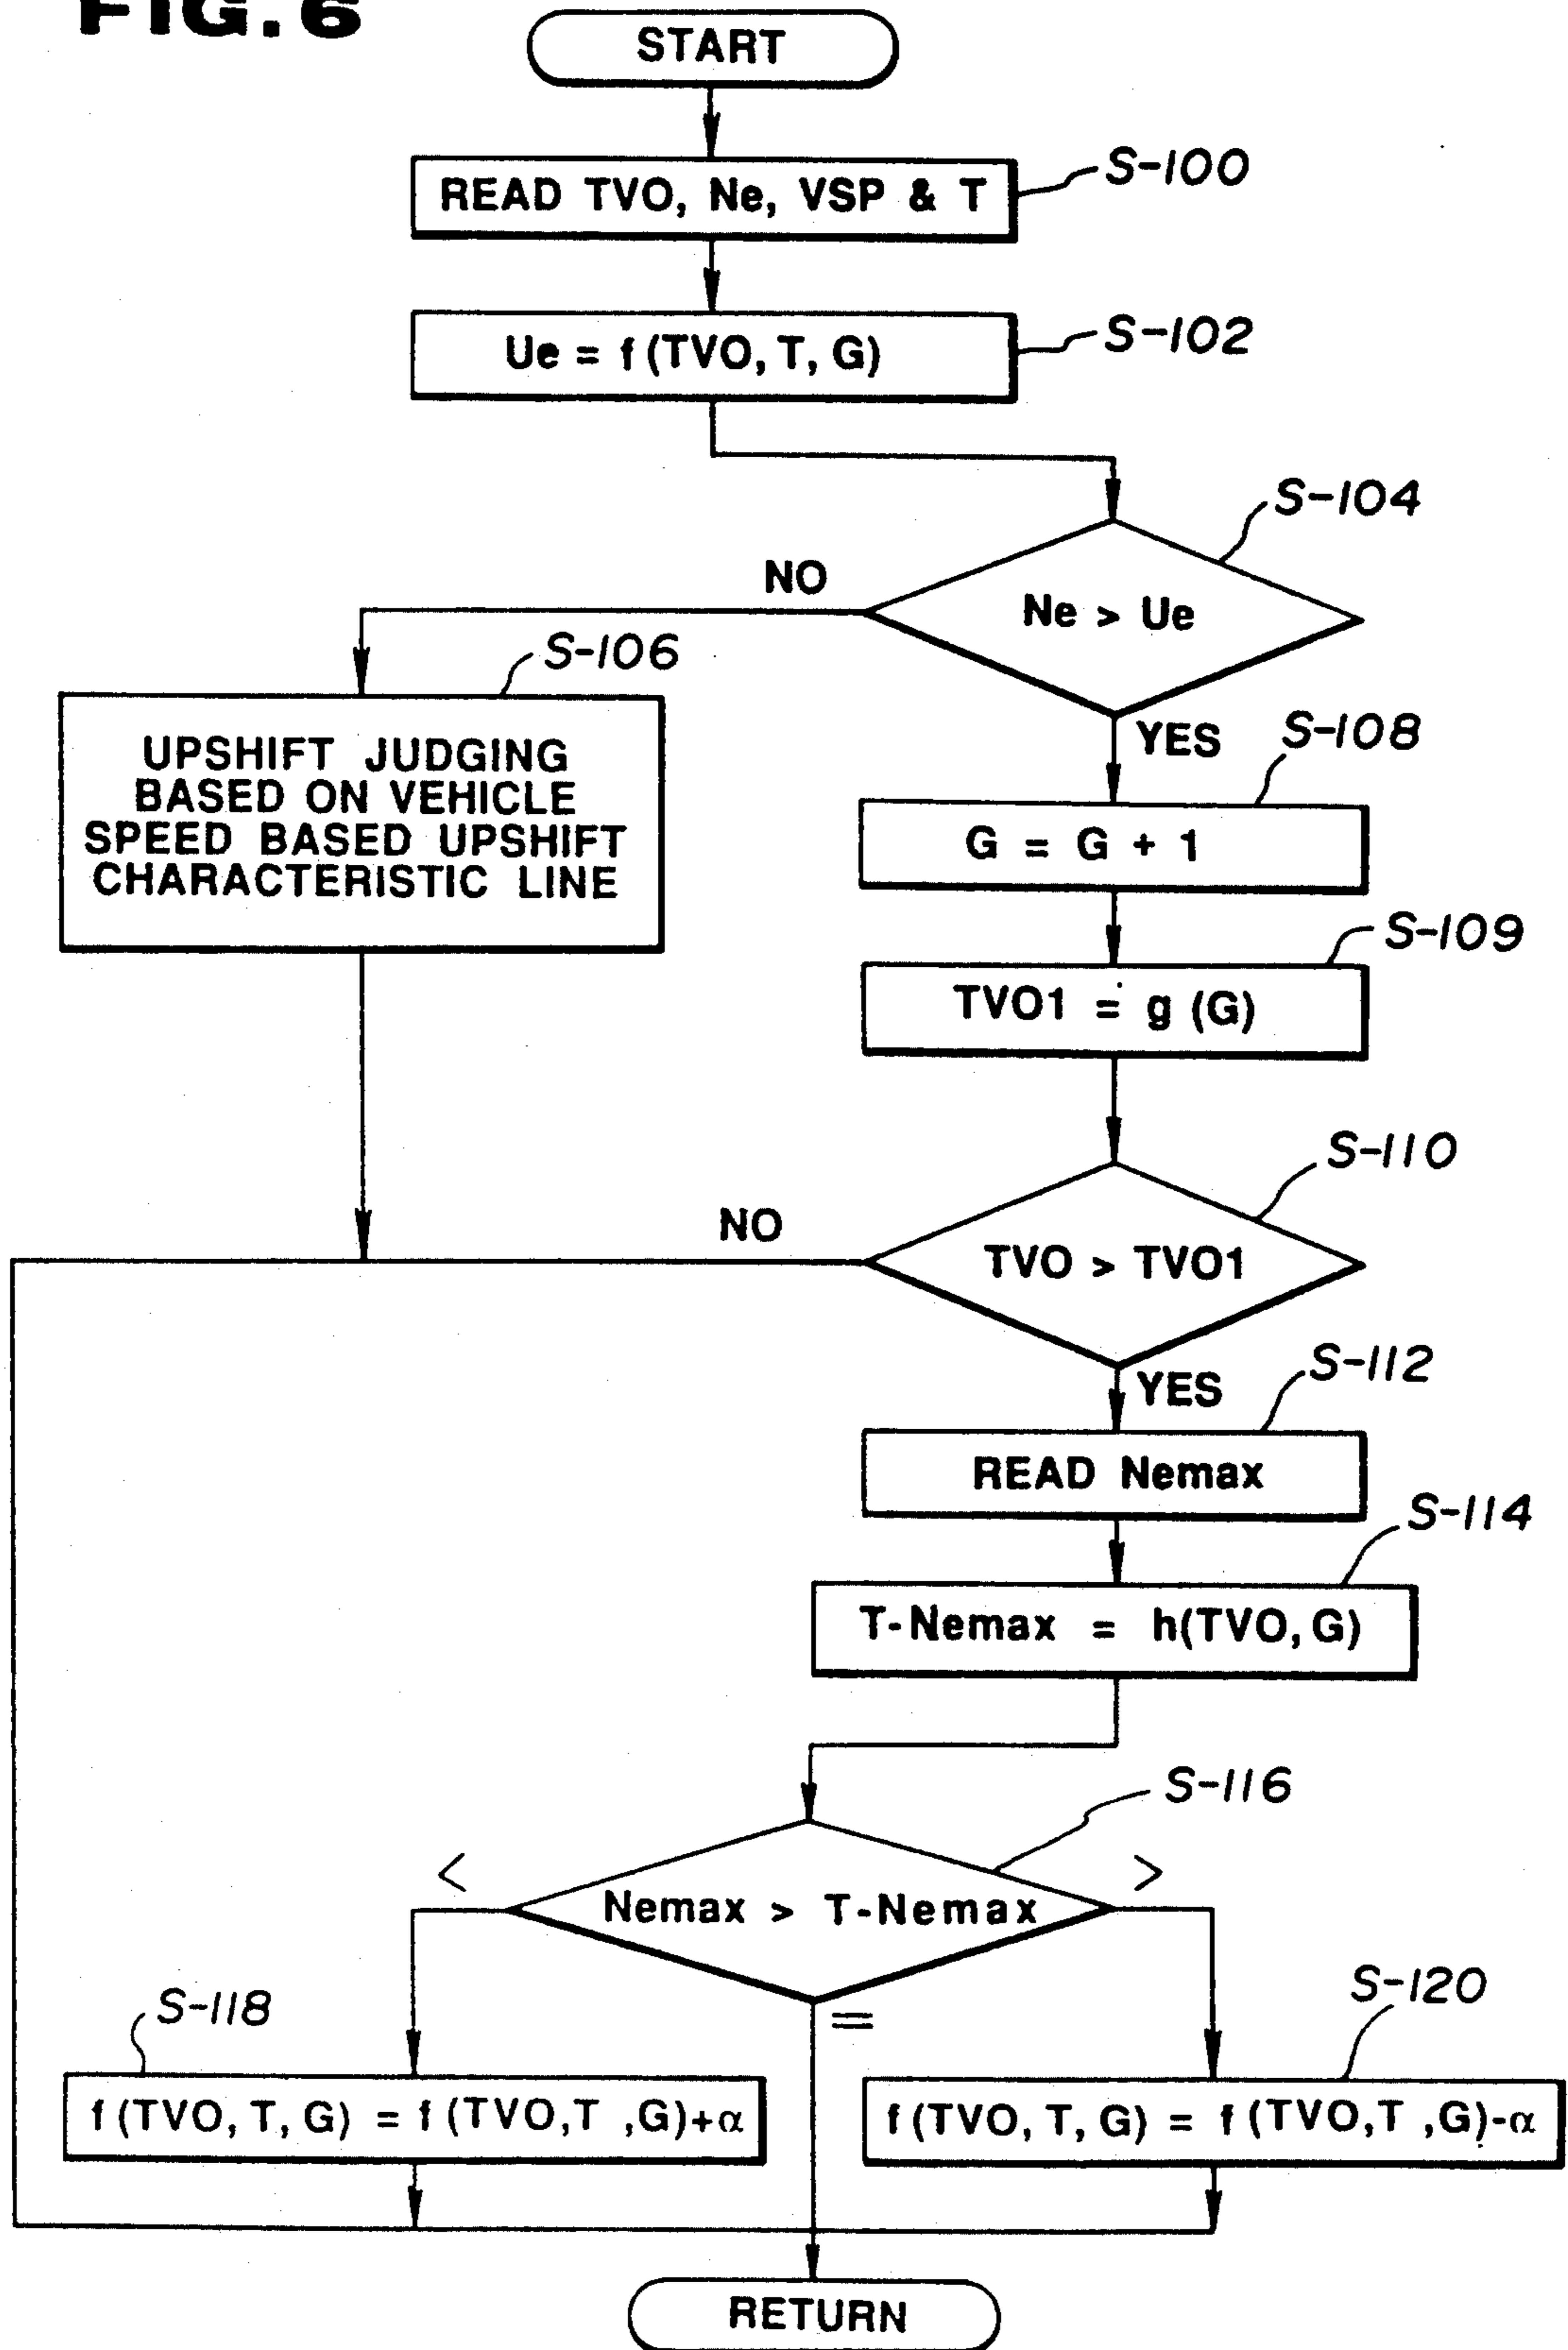 FIG. 6
START
READ TVO, Ne, VSP & T
S-100
Ue = f (TVO, T, G)
S-102
S-104
NO
Ne > Ue
S-106
YES
S-108
UPSHIFT JUDGING
BASED ON VEHICLE
SPEED BASED UPSHIFT
CHARACTERISTIC LINE
G = G + 1
S-109
TVO1 = g (G)
S-110
NO
TVO > TVO1
S-112
YES
READ Nemax
S-114
T-Nemax = h(TVO, G)
S-116
<
>
Nemax > T-Nemax
S-118
=
S-120
f (TVO, T, G) = f (TVO,T ,G)+α
f (TVO, T, G) = f (TVO,T ,G)-α
RETURN